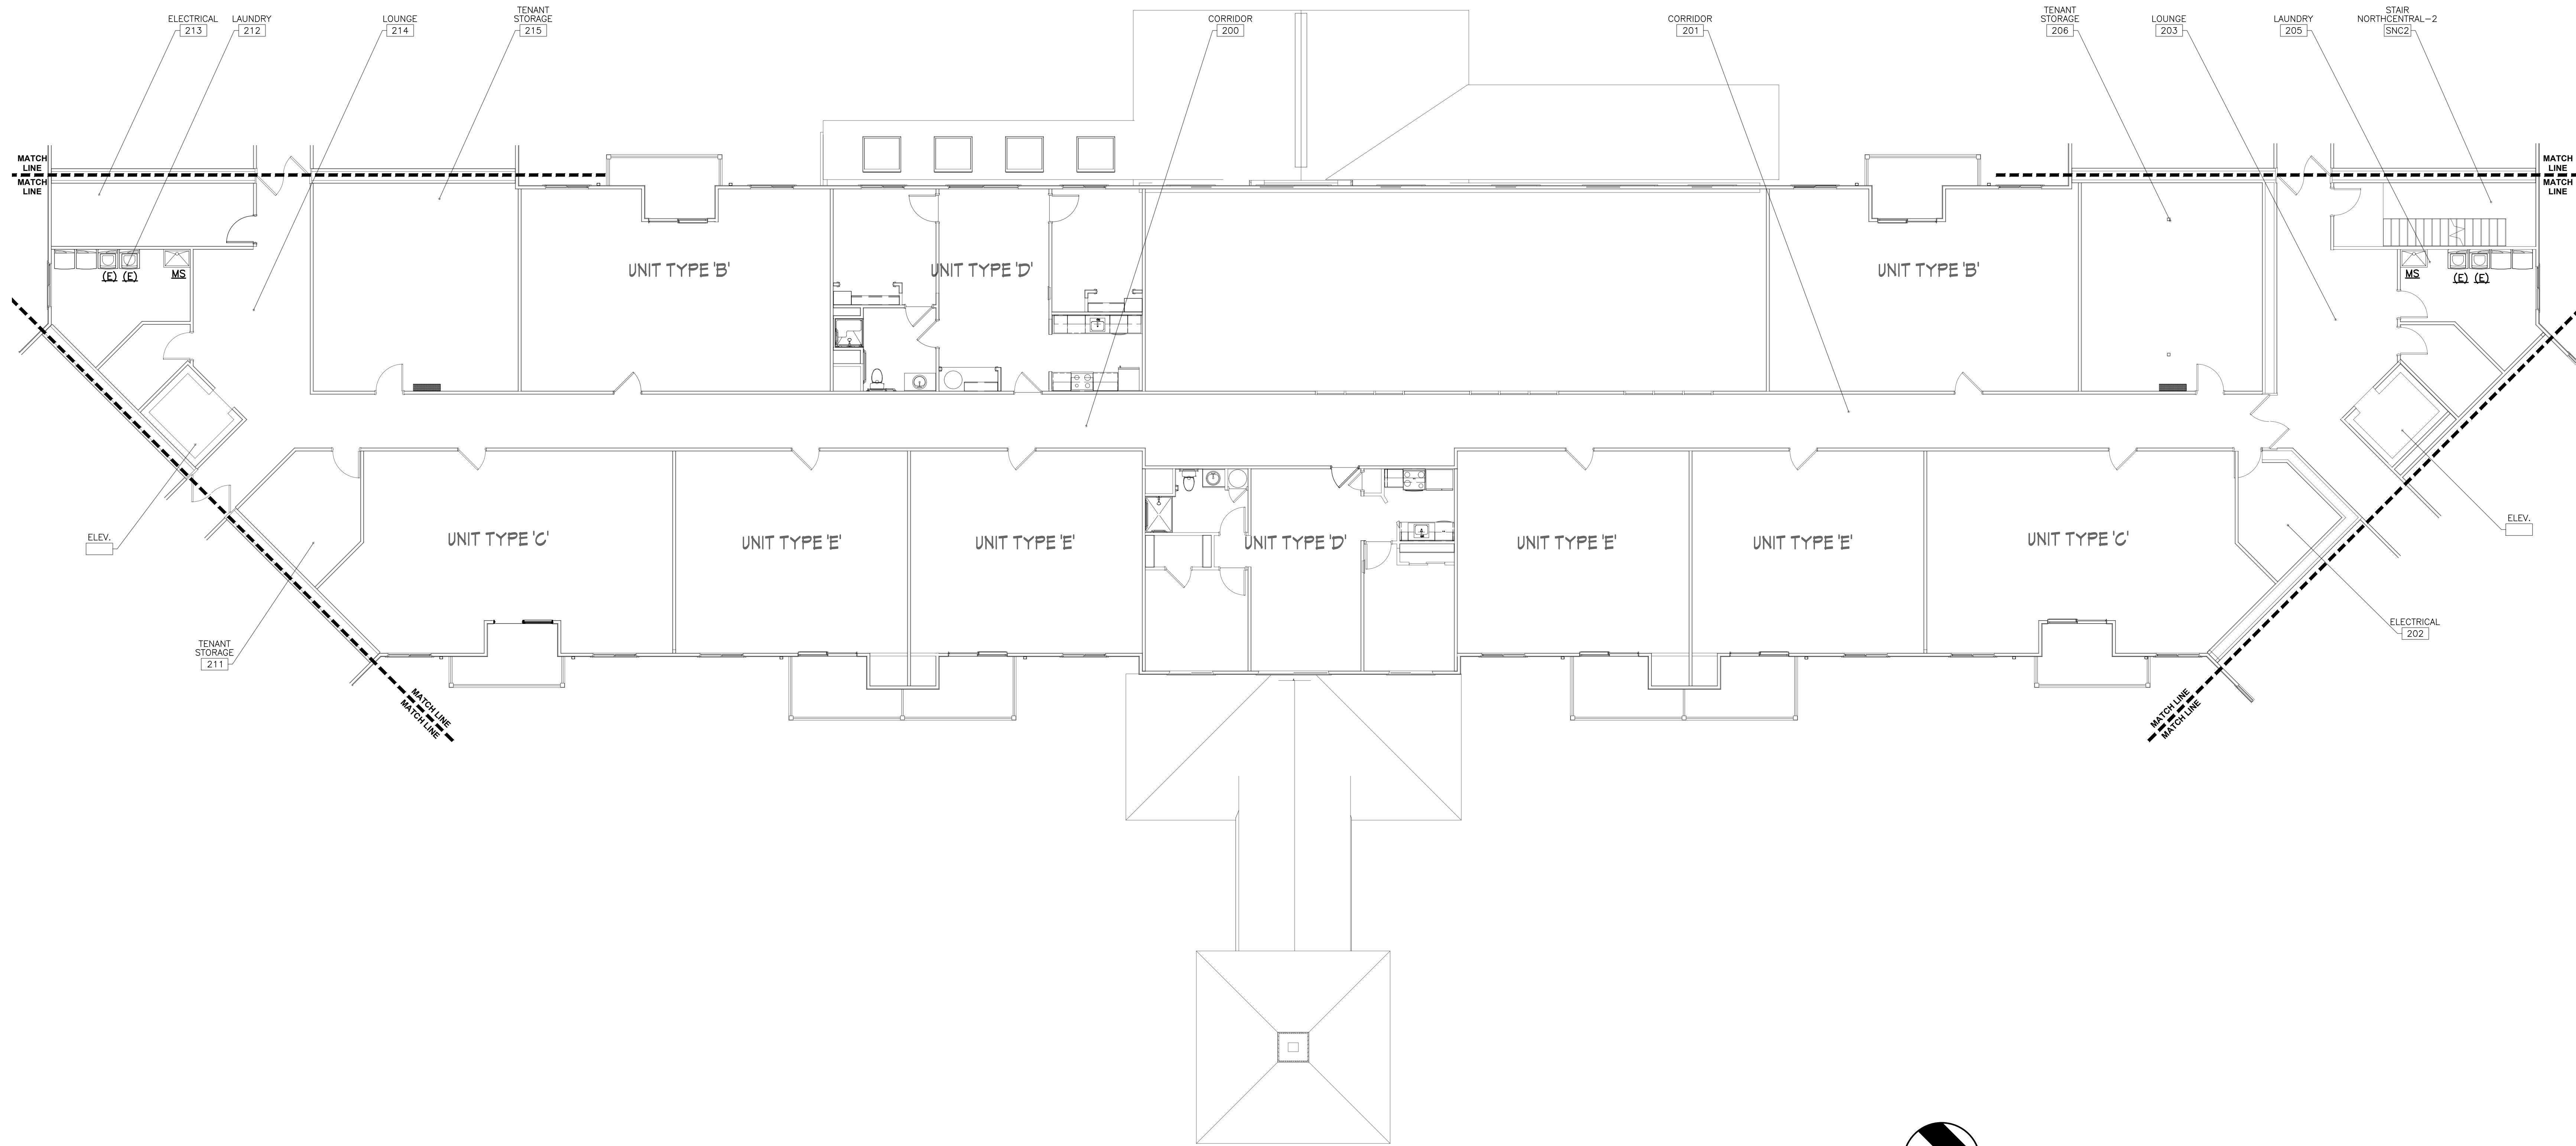 ELECTRICAL
213
LAUNDRY
212
LOUNGE
214
TENANT
STORAGE
215
CORRIDOR
200
CORRIDOR
201
TENANT
STORAGE
206
LOUNGE
203
LAUNDRY
205
STAIR
NORTHCENTRAL-2
SNC2
MATCH
LINE
MATCH
LINE
MATCH
LINE
MATCH
LINE
(E) (E)
MS
UNIT TYPE 'B'
UNIT TYPE 'D'
UNIT TYPE 'B'
MS
(E) (E)
ELEV.
UNIT TYPE 'C'
UNIT TYPE 'E'
UNIT TYPE 'E'
UNIT TYPE 'D'
UNIT TYPE 'E'
UNIT TYPE 'E'
UNIT TYPE 'C'
ELEV.
TENANT
STORAGE
211
ELECTRICAL
202
MATCH LINE
MATCH LINE
MATCH LINE
MATCH LINE